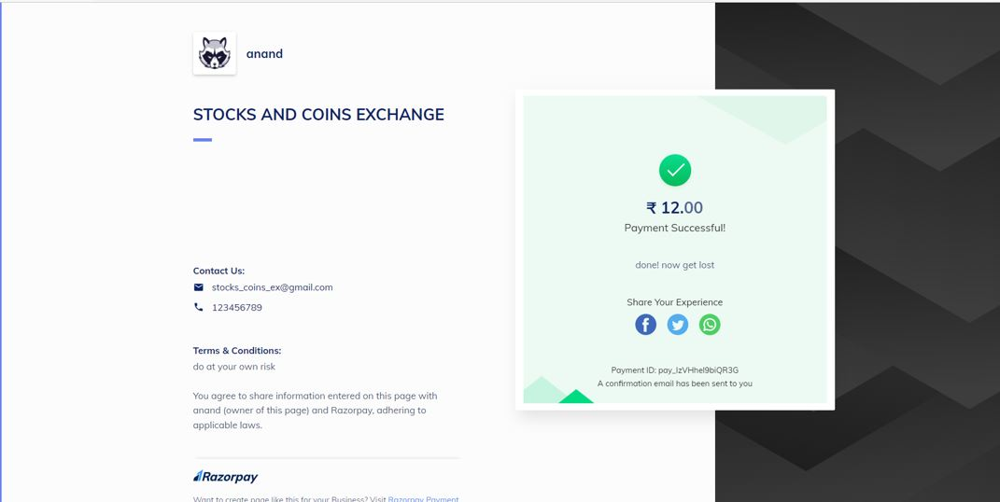 anand
STOCKS AND COINS EXCHANGE
Contact Us:
stocks_coins_ex@gmail.com
123456789
Terms & Conditions:
do at your own risk
You agree to share information entered on this page with
anand (owner of this page) and Razorpay, adhering to
applicable laws.
Razorpay
Want to create page like this for your Business? Visit Razorpay Payment
₹ 12.00
Payment Successful!
done! now get lost
Share Your Experience
Payment ID: pay_IzVHhel9biQR3G
A confirmation email has been sent to you